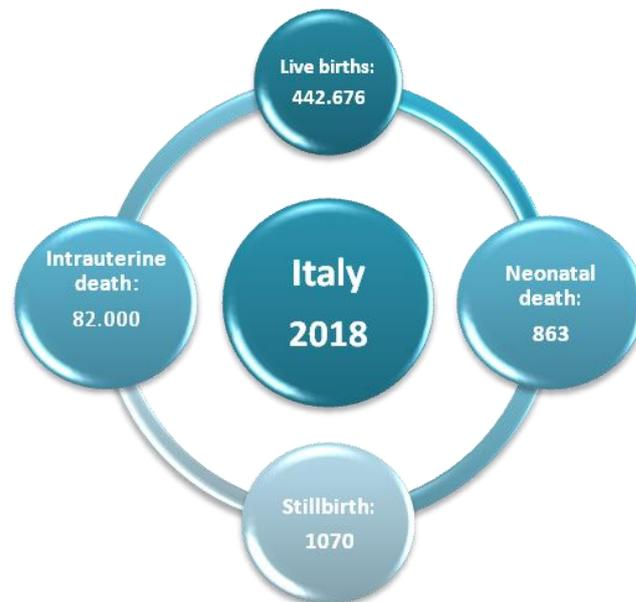 Live births:
442.676
Intrauterine
death:
82.000
Italy
2018
Neonatal
death:
863
Stillbirth:
1070